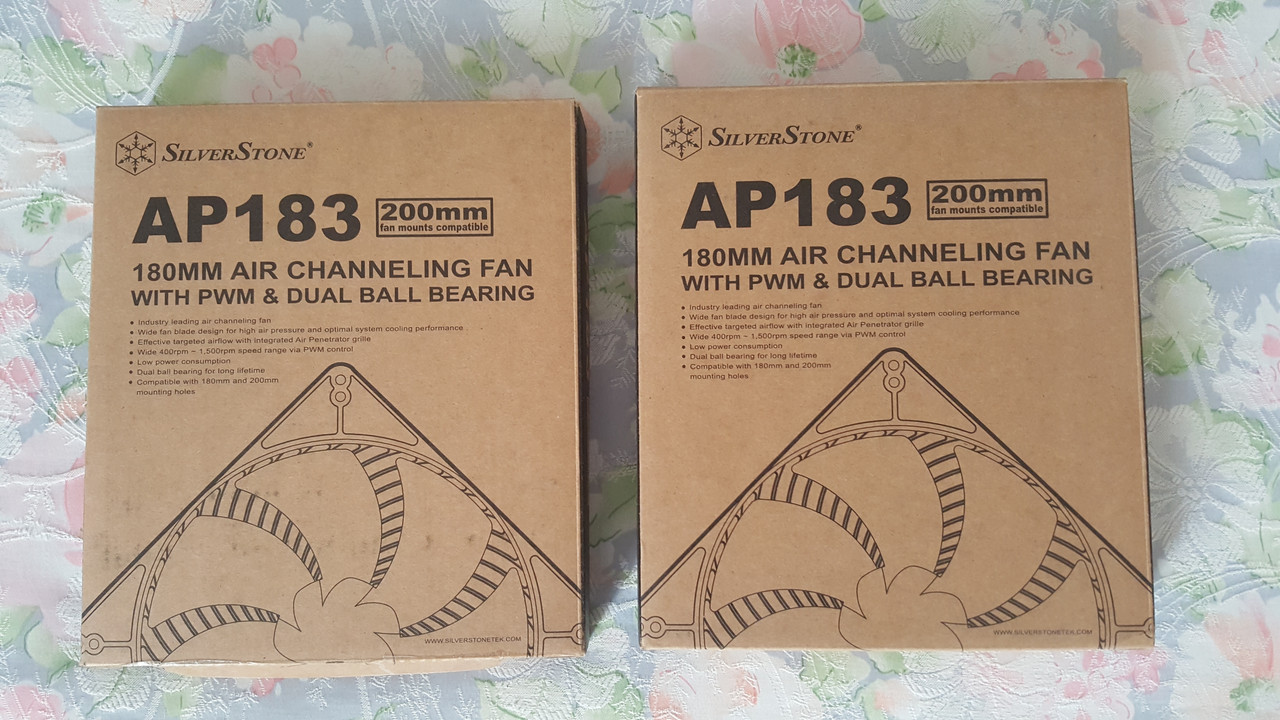 SILVERSTONE®
AP183
200mm
fan mounts compatible
180MM AIR CHANNELING FAN
WITH PWM & DUAL BALL BEARING
• Industry leading air channeling fan
• Wide fan blade design for high air pressure and optimal system cooling performance
• Effective targeted airflow with integrated Air Penetrator grille
• Wide 400rpm ~ 1,500rpm speed range via PWM control
• Low power consumption
• Dual ball bearing for long lifetime
• Compatible with 180mm and 200mm
mounting holes
WWW.SILVERSTONETEK.COM
SILVERSTONE®
AP183
200mm
fan mounts compatible
180MM AIR CHANNELING FAN
WITH PWM & DUAL BALL BEARING
• Industry leading air channeling fan
• Wide fan blade design for high air pressure and optimal system cooling performance
• Effective targeted airflow with integrated Air Penetrator grille
• Wide 400rpm ~ 1,500rpm speed range via PWM control
• Low power consumption
• Dual ball bearing for long lifetime
• Compatible with 180mm and 200mm
mounting holes
WWW.SILVERSTONETEK.COM